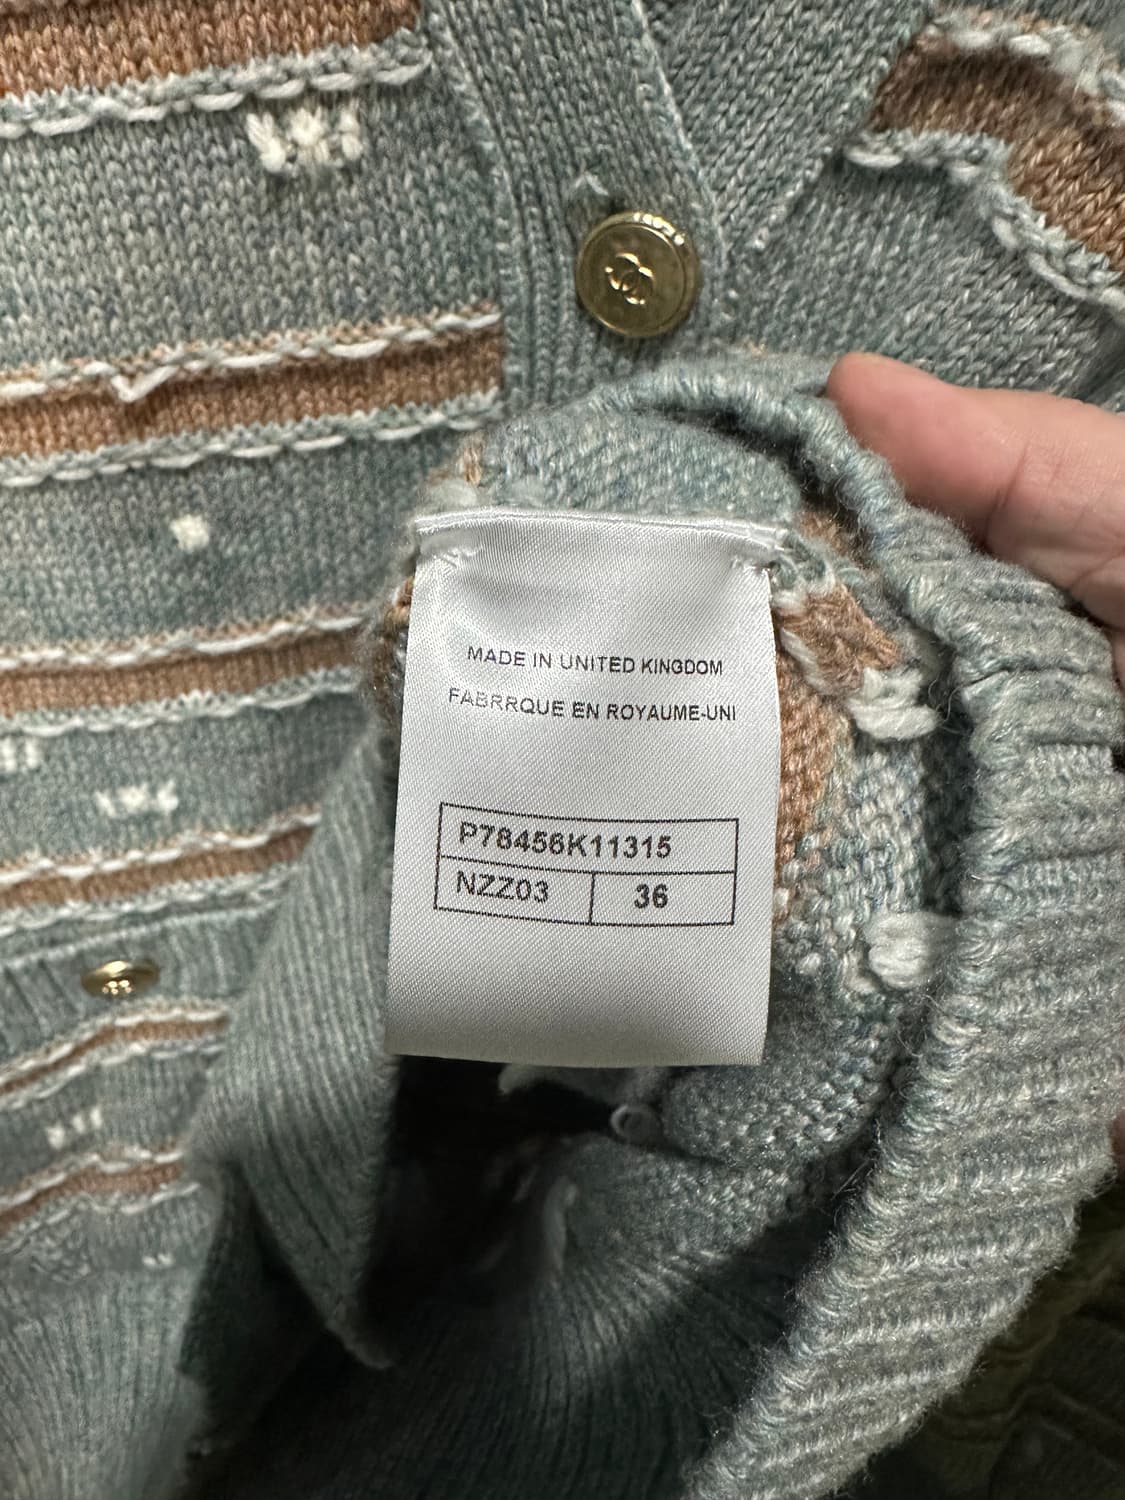 MADE IN UNITED KINGDOM
FABRRQUE EN ROYAUME-UNI
P78456K11315
NZZ03 36